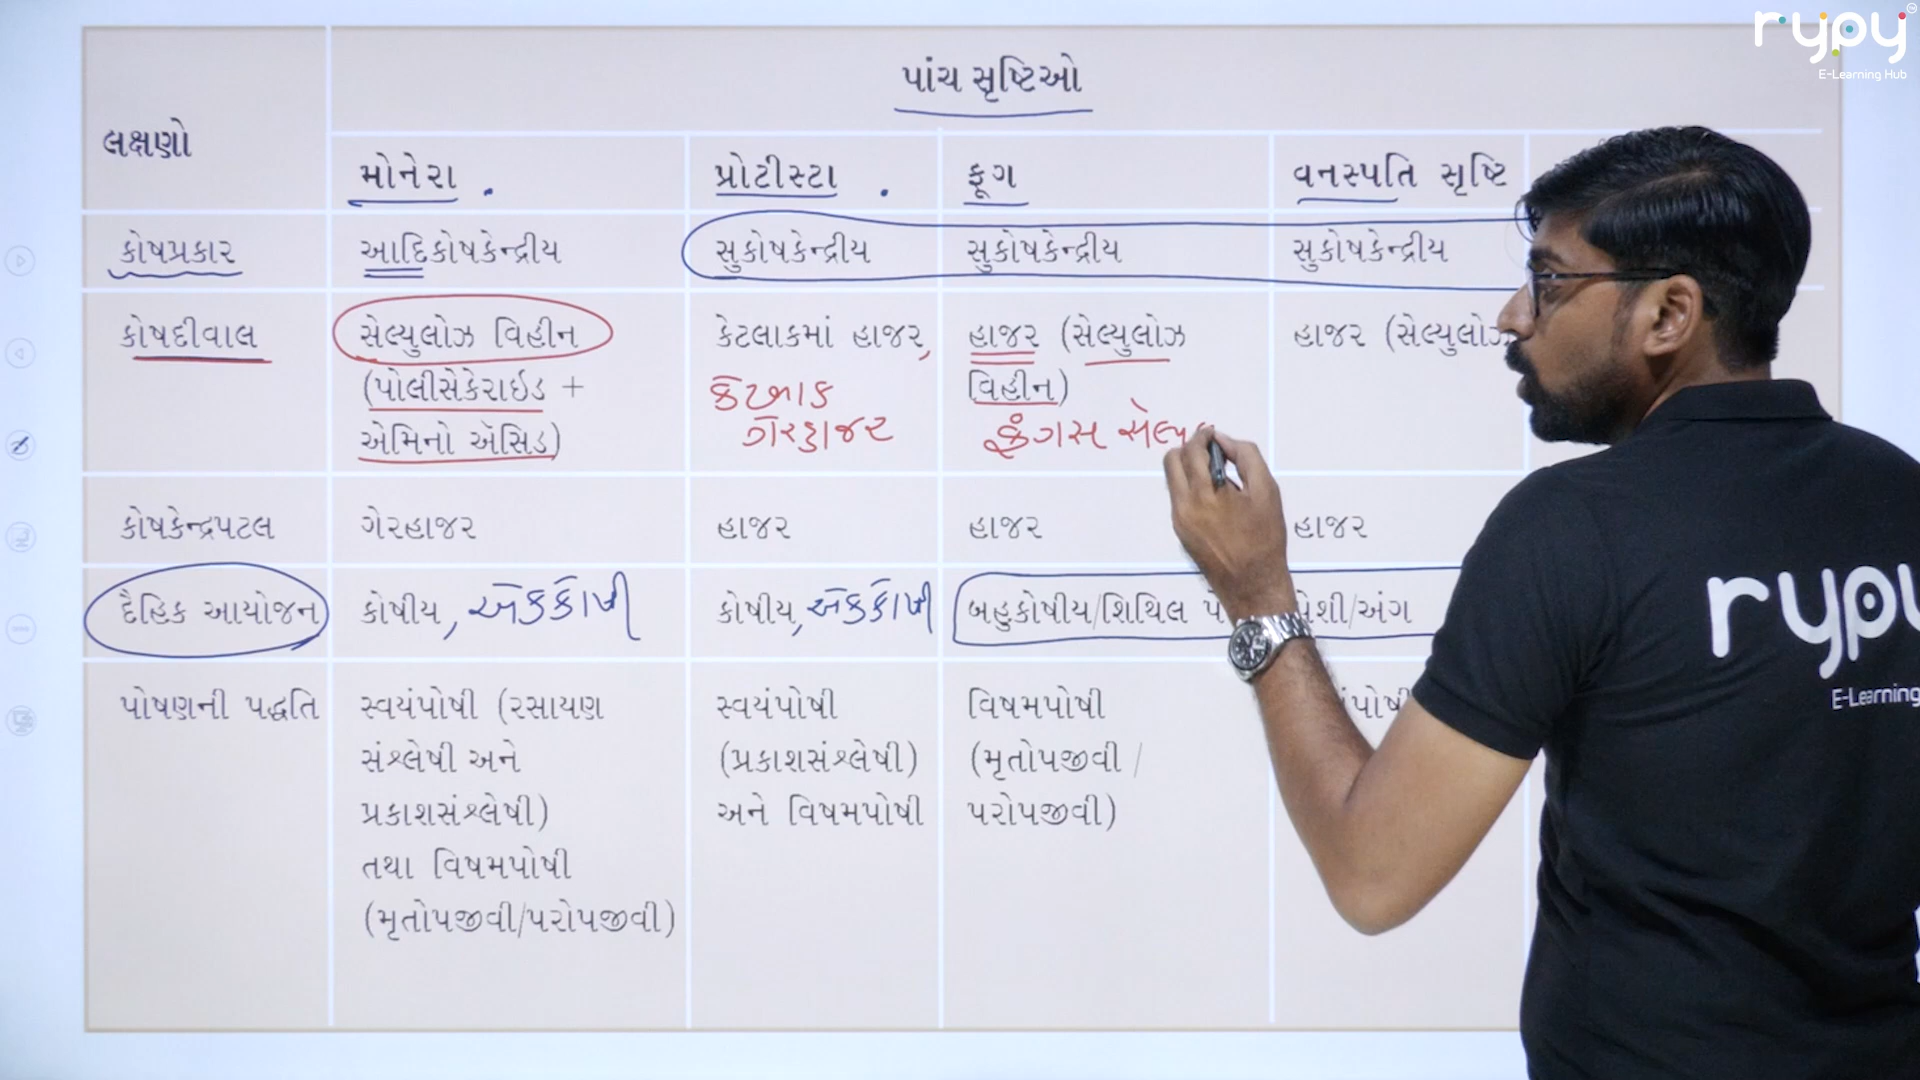 rypy
E-Learning Hub
પાંચ સૃષ્ટિઓ
લક્ષણો
મોનેરા
પ્રોટીસ્ટા
ફૂગ
વનસ્પતિ સૃષ્ટિ
કોષપ્રકાર
આદિકોષકેન્દ્રીય
સુકોષકેન્દ્રીય
સુકોષકેન્દ્રીય
સુકોષકેન્દ્રીય
કોષદીવાલ
સેલ્યુલોઝ વિહીન
(પોલીસેકેરાઇડ +
એમિનો ઍસિડ)
કેટલાકમાં હાજર,
કેટલાક
ગેરહાજર
હાજર (સેલ્યુલોઝ
વિહીન)
ફંગસ
હાજર (સેલ્યુલોઝ
કોષકેન્દ્રપટલ
ગેરહાજર
હાજર
હાજર
હાજર
દૈહિક આયોજન
કોષીય, એકકોષી
કોષીય, એકકોષી
બહુકોષીય/શિથિલ
પેશી/અંગ
પોષણની પદ્ધતિ
સ્વયંપોષી (રસાયણ
સંશ્લેષી અને
પ્રકાશસંશ્લેષી)
તથા વિષમપોષી
(મૃતોપજીવી/પરોપજીવી)
સ્વયંપોષી
(પ્રકાશસંશ્લેષી)
અને વિષમપોષી
વિષમપોષી
(મૃતોપજીવી /
પરોપજીવી)
E-Learning